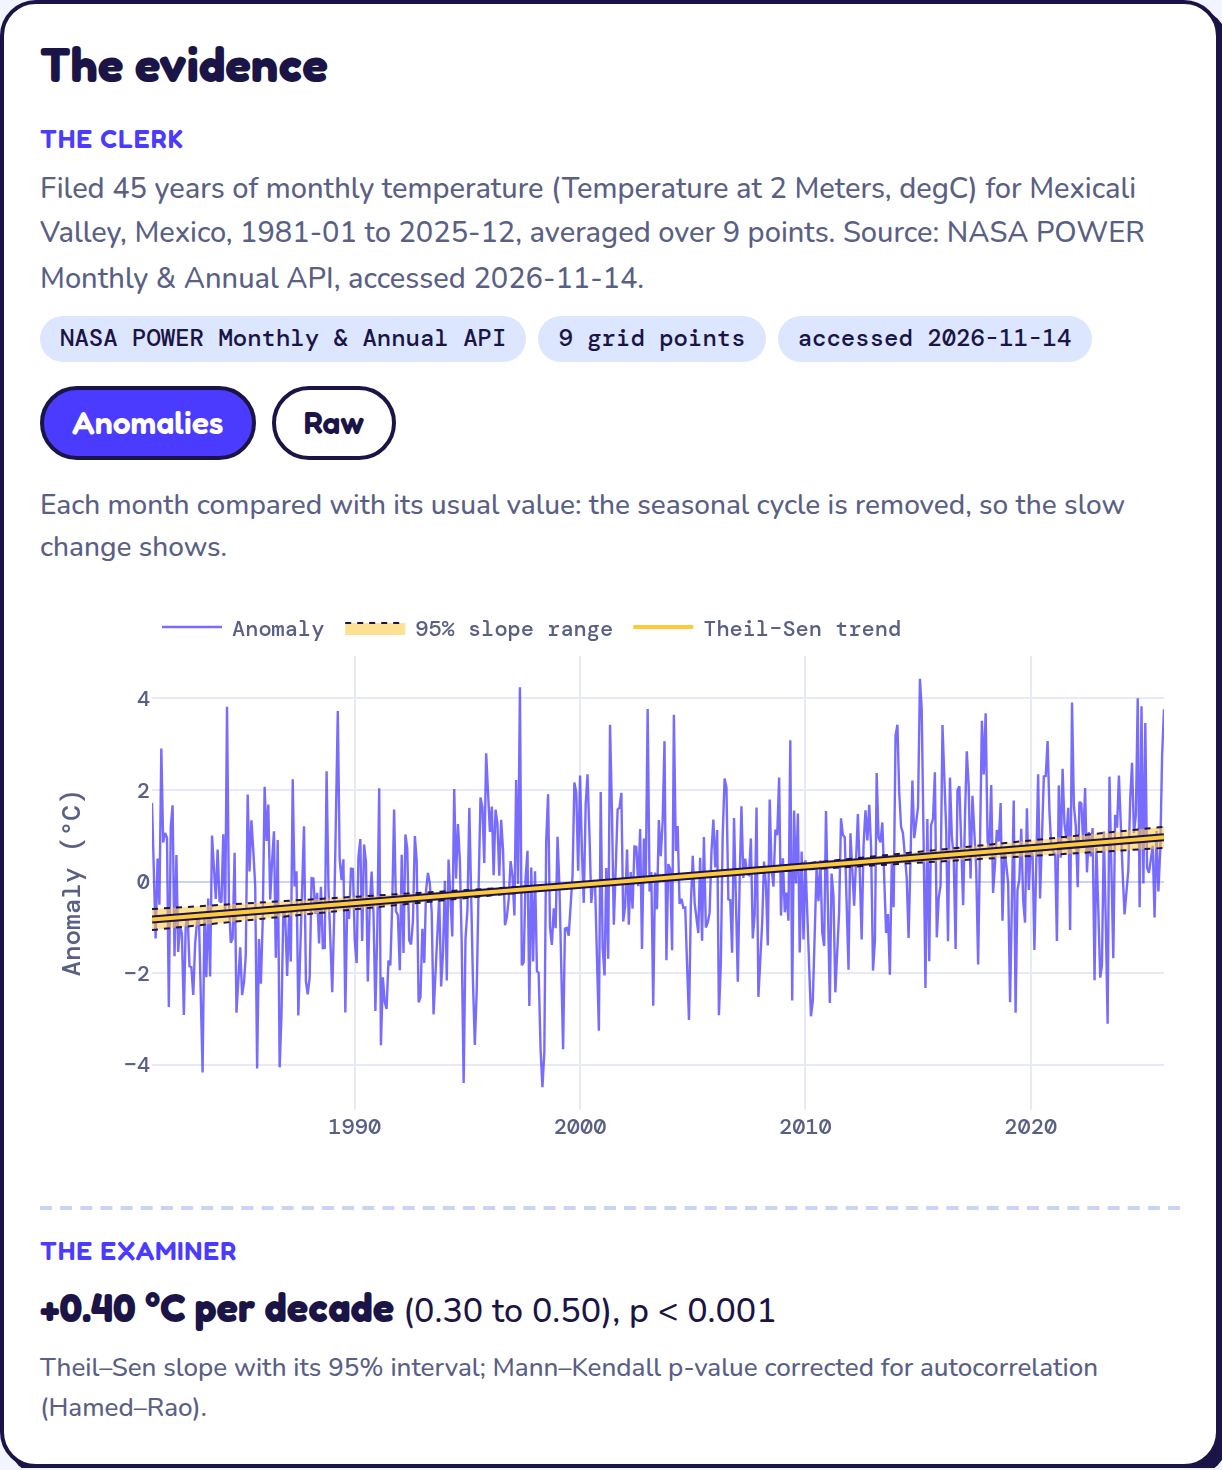 The evidence
THE CLERK
Filed 45 years of monthly temperature (Temperature at 2 Meters, degC) for Mexicali
Valley, Mexico, 1981-01 to 2025-12, averaged over 9 points. Source: NASA POWER
Monthly & Annual API, accessed 2026-11-14.
NASA POWER Monthly & Annual API 9 grid points accessed 2026-11-14
Anomalies Raw
Each month compared with its usual value: the seasonal cycle is removed, so the slow
change shows.
Anomaly 95% slope range Theil-Sen trend
Anomaly (°C)
4
2
0
−2
−4
1990 2000 2010 2020
THE EXAMINER
+0.40 °C per decade (0.30 to 0.50), p < 0.001
Theil–Sen slope with its 95% interval; Mann–Kendall p-value corrected for autocorrelation
(Hamed–Rao).